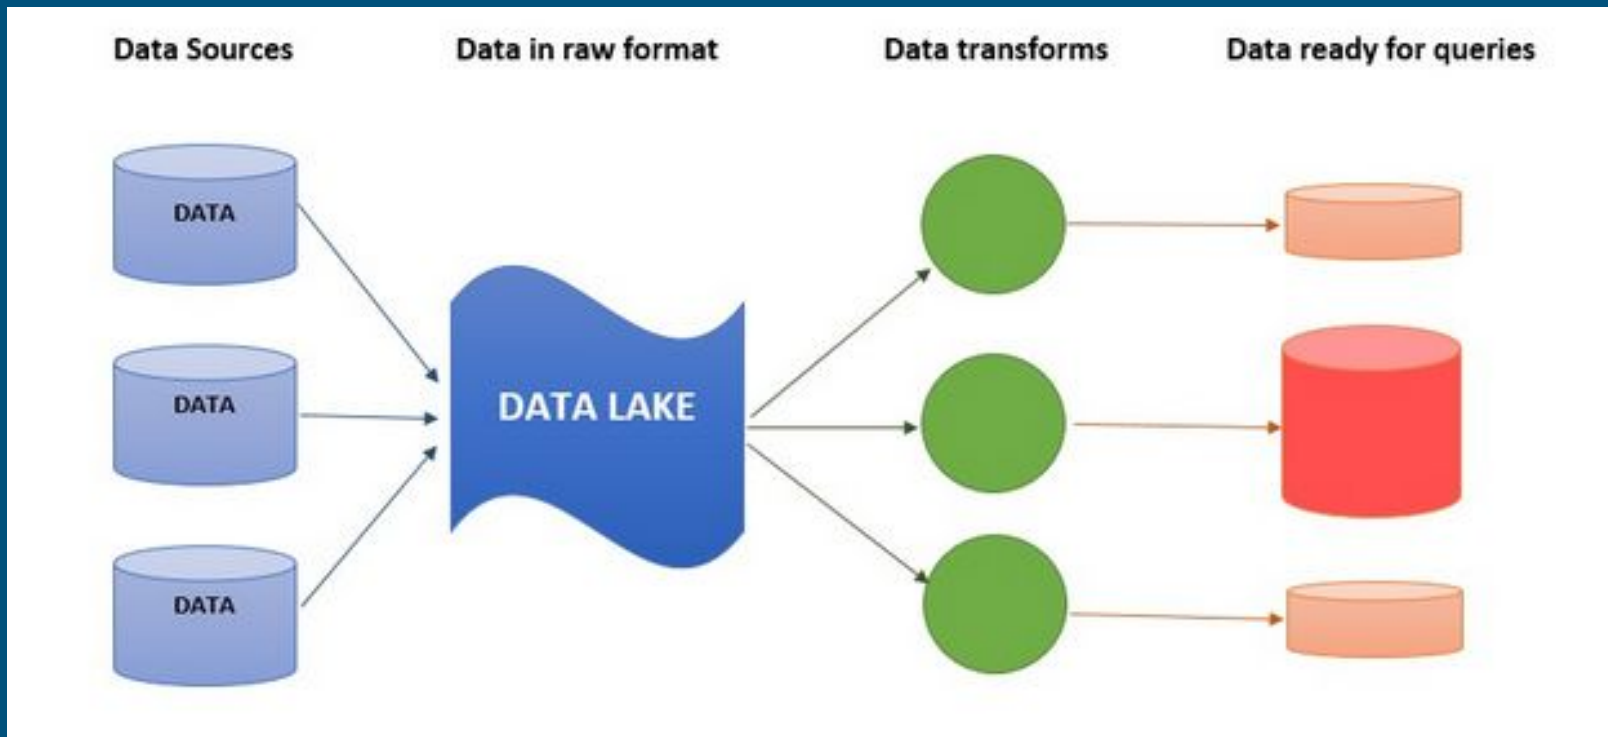 Data Sources
Data in raw format
Data transforms
Data ready for queries
DATA
DATA
DATA
DATA LAKE